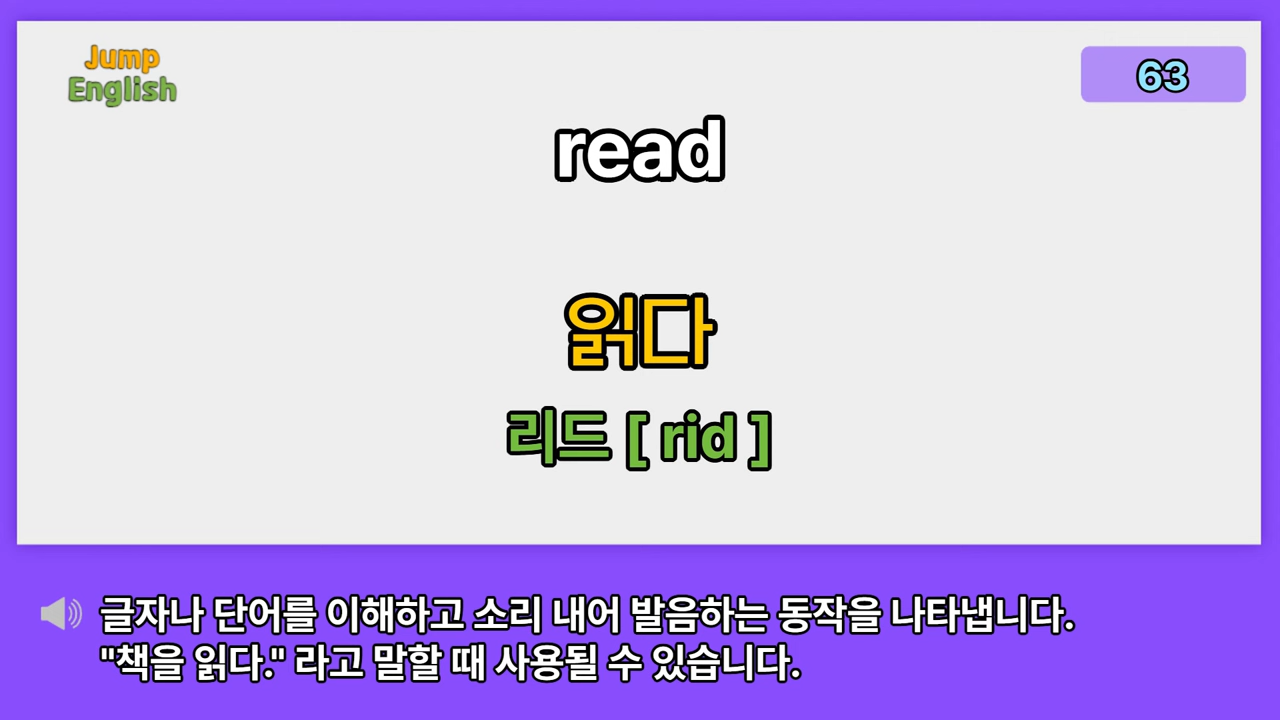 Jump
English
63
read
읽다
리드 [ rid ]
글자나 단어를 이해하고 소리 내어 발음하는 동작을 나타냅니다.
"책을 읽다." 라고 말할 때 사용될 수 있습니다.